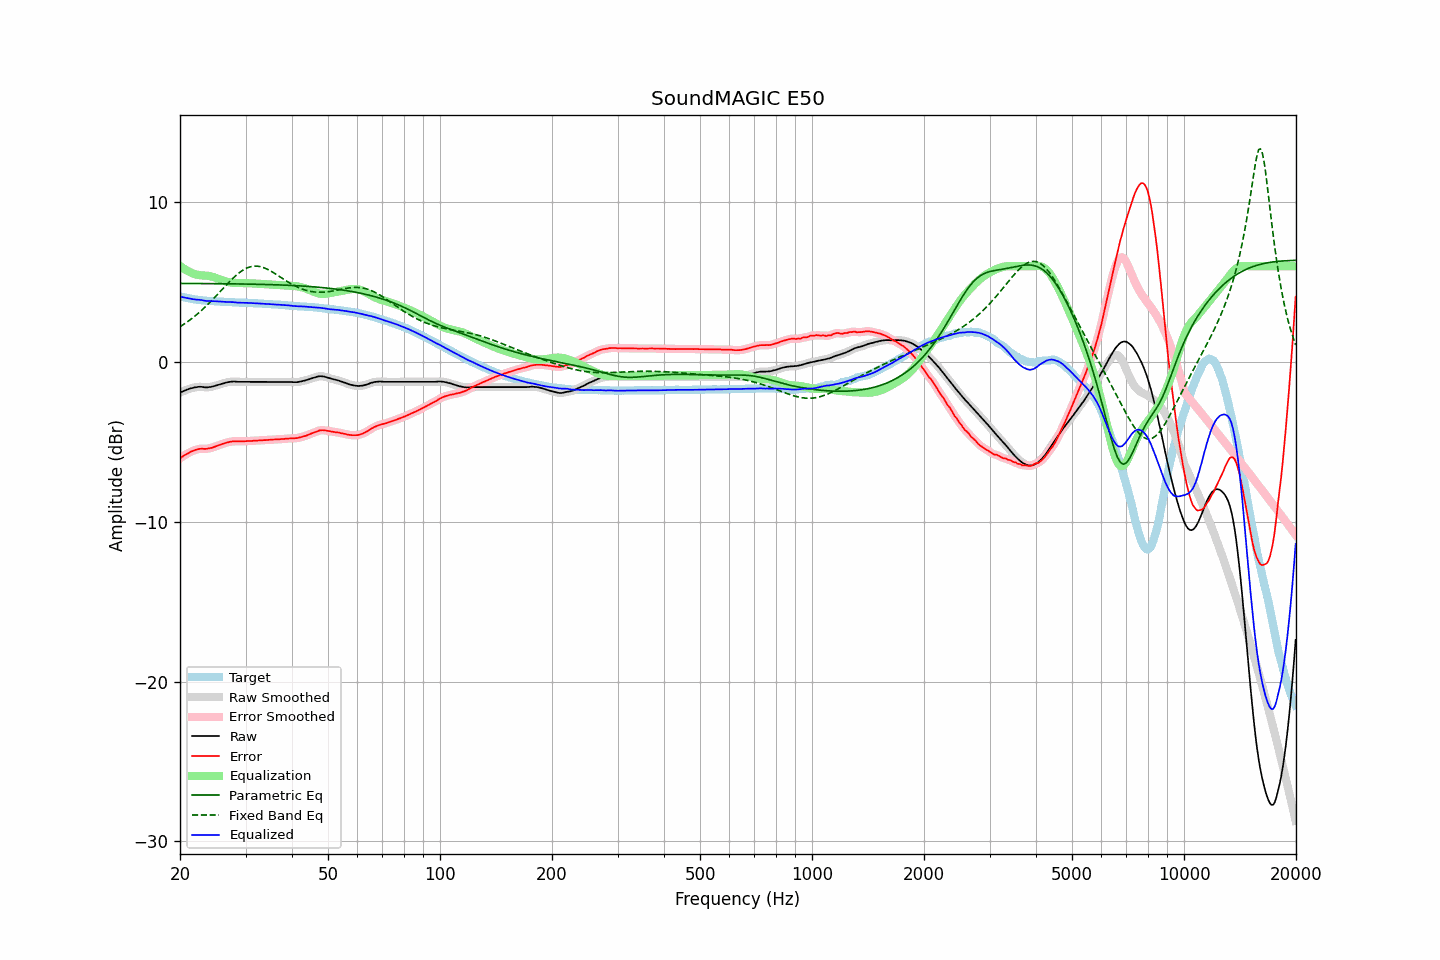 SoundMAGIC E50
Amplitude (dBr)
10
0
−10
−20
−30
Target
Raw Smoothed
Error Smoothed
Raw
Error
Equalization
Parametric Eq
Fixed Band Eq
Equalized
20 50 100 200 500 1000 2000 5000 10000 20000
Frequency (Hz)